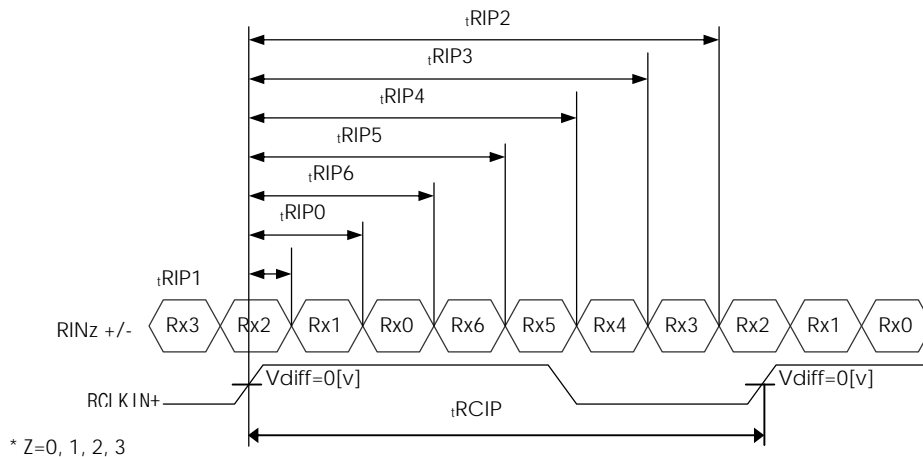 tRIP2
tRIP3
tRIP4
tRIP5
tRIP6
tRIP0
tRIP1
RINz +/- Rx3 Rx2 Rx1 Rx0 Rx6 Rx5 Rx4 Rx3 Rx2 Rx1 Rx0
Vdiff=0[v] Vdiff=0[v]
RCLKIN+
tRCIP
* Z=0, 1, 2, 3